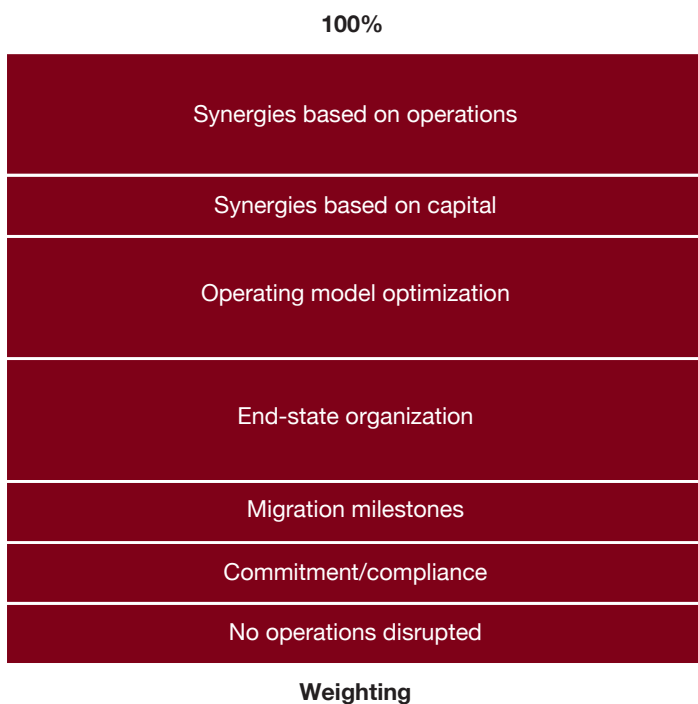 100%
Synergies based on operations
Synergies based on capital
Operating model optimization
End-state organization
Migration milestones
Commitment/compliance
No operations disrupted
Weighting